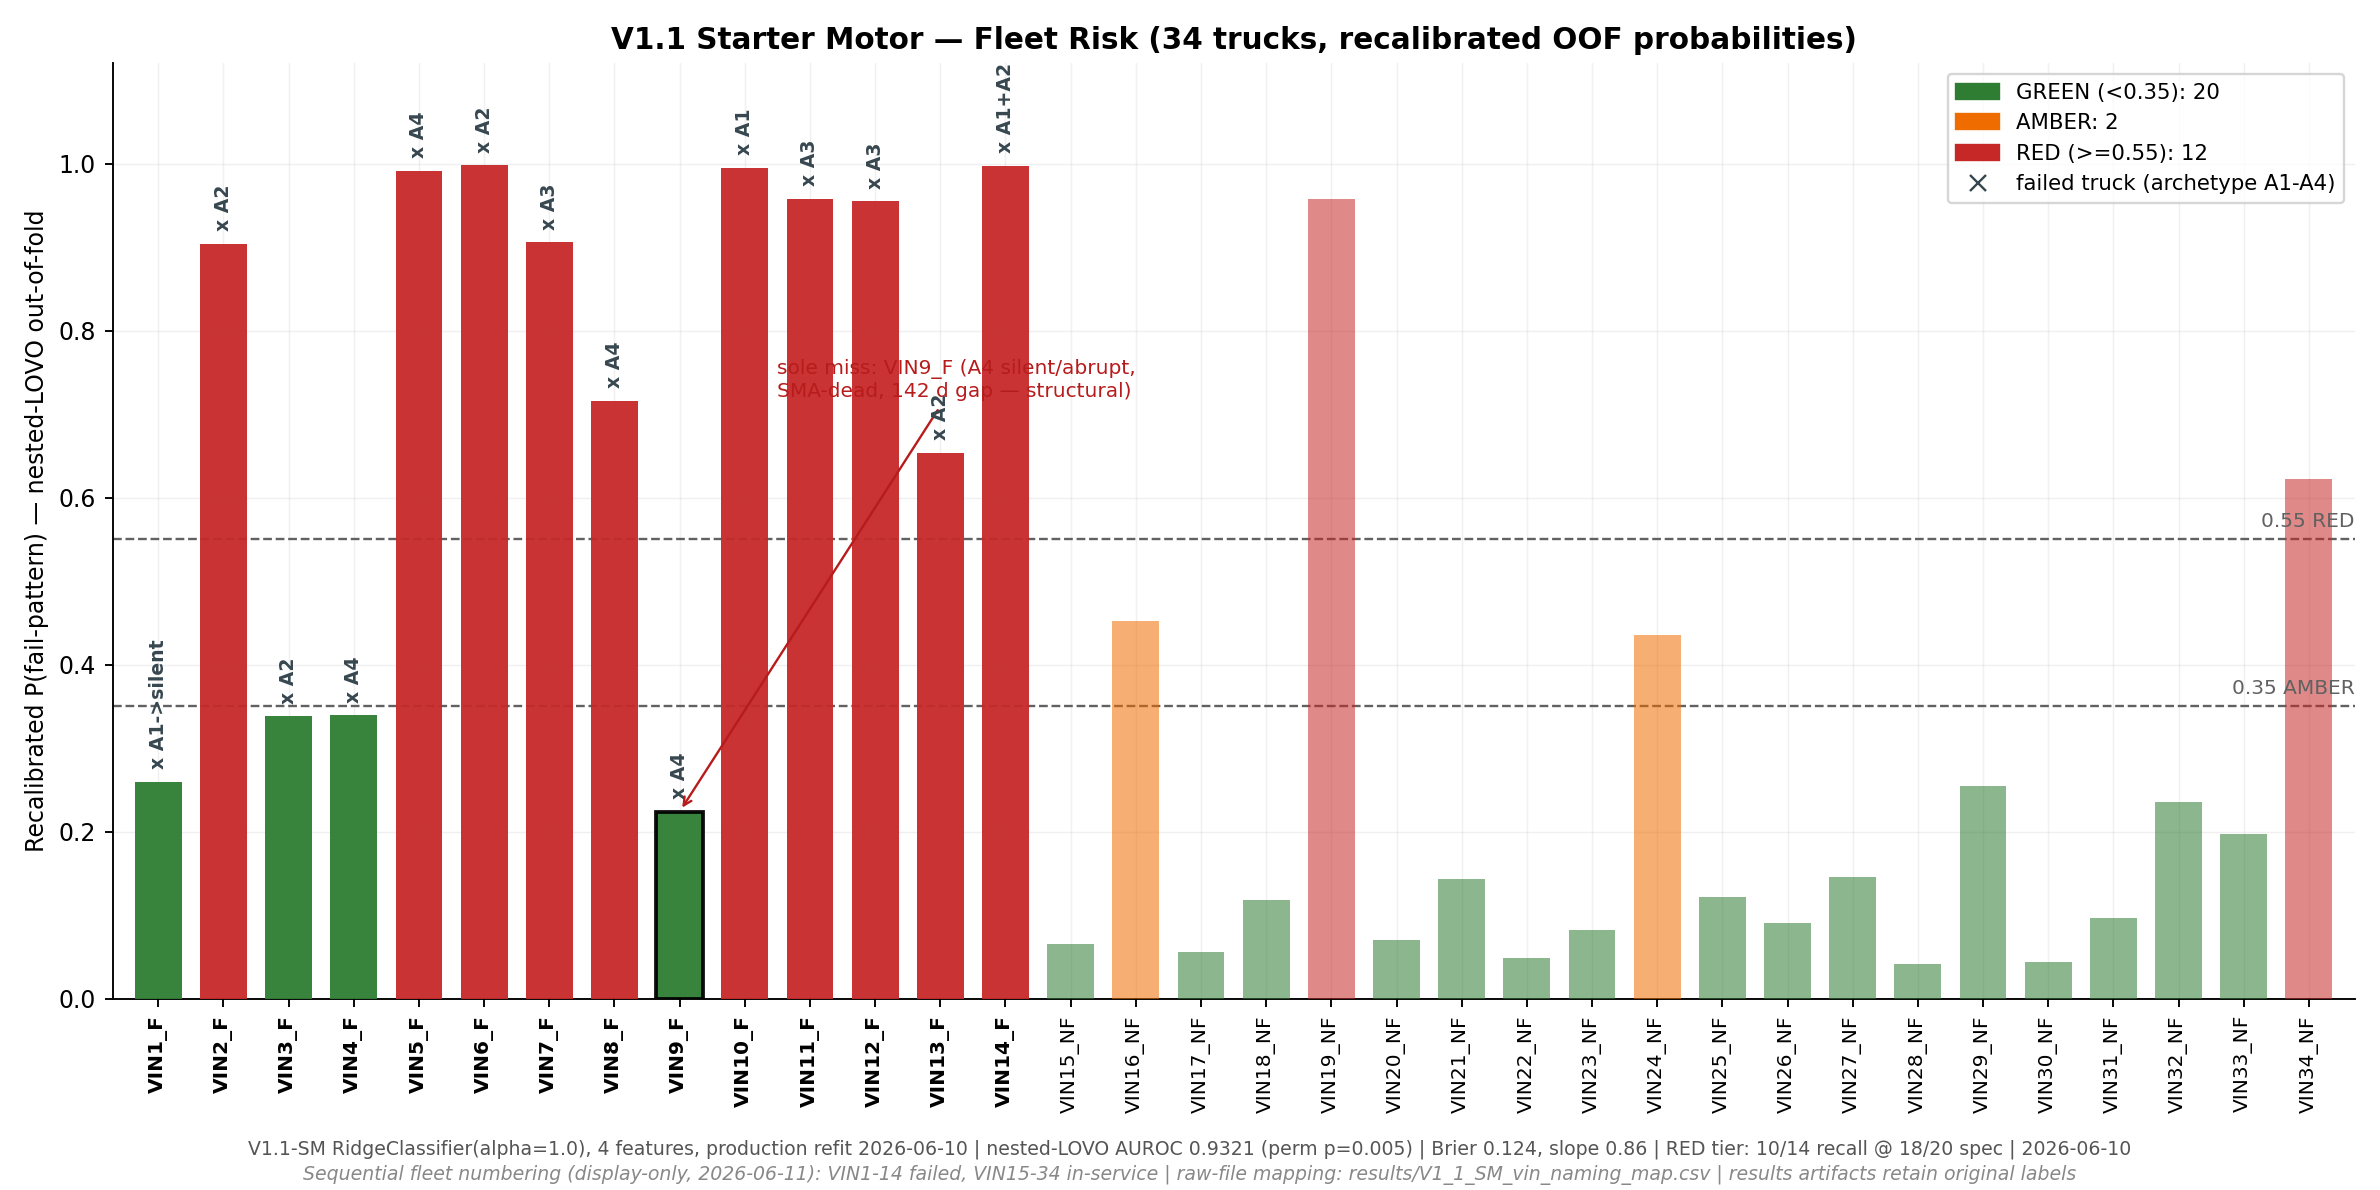 V1.1 Starter Motor — Fleet Risk (34 trucks, recalibrated OOF probabilities)
GREEN (<0.35): 20
AMBER: 2
RED (>=0.55): 12
failed truck (archetype A1-A4)
Recalibrated P(fail-pattern) — nested-LOVO out-of-fold
1.0
0.8
0.6
0.4
0.2
0.0
x A1->silent
x A2
x A2
x A4
x A4
x A2
x A3
x A4
x A4
x A1
x A3
x A3
x A2
x A1+A2
sole miss: VIN9_F (A4 silent/abrupt,
SMA-dead, 142 d gap — structural)
0.55 RED
0.35 AMBER
VIN1_F
VIN2_F
VIN3_F
VIN4_F
VIN5_F
VIN6_F
VIN7_F
VIN8_F
VIN9_F
VIN10_F
VIN11_F
VIN12_F
VIN13_F
VIN14_F
VIN15_NF
VIN16_NF
VIN17_NF
VIN18_NF
VIN19_NF
VIN20_NF
VIN21_NF
VIN22_NF
VIN23_NF
VIN24_NF
VIN25_NF
VIN26_NF
VIN27_NF
VIN28_NF
VIN29_NF
VIN30_NF
VIN31_NF
VIN32_NF
VIN33_NF
VIN34_NF
V1.1-SM RidgeClassifier(alpha=1.0), 4 features, production refit 2026-06-10 | nested-LOVO AUROC 0.9321 (perm p=0.005) | Brier 0.124, slope 0.86 | RED tier: 10/14 recall @ 18/20 spec | 2026-06-10
Sequential fleet numbering (display-only, 2026-06-11): VIN1-14 failed, VIN15-34 in-service | raw-file mapping: results/V1_1_SM_vin_naming_map.csv | results artifacts retain original labels